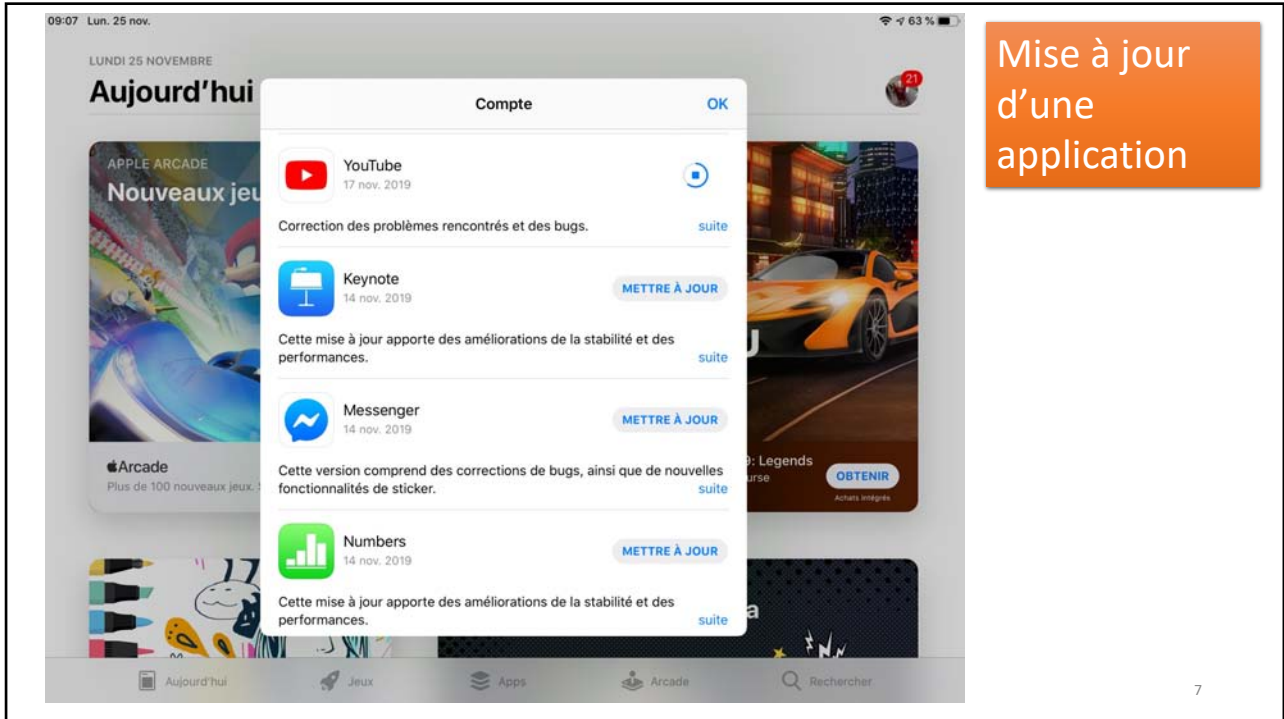 09:07 Lun. 25 nov.
63 %
LUNDI 25 NOVEMBRE
Aujourd'hui
21
Mise à jour
d'une
application
Compte
OK
APPLE ARCADE
Nouveaux jeu
YouTube
17 nov. 2019
Correction des problèmes rencontrés et des bugs.
suite
Keynote
14 nov. 2019
METTRE À JOUR
Cette mise à jour apporte des améliorations de la stabilité et des
performances.
suite
Messenger
14 nov. 2019
METTRE À JOUR
Cette version comprend des corrections de bugs, ainsi que de nouvelles
fonctionnalités de sticker.
suite
Arcade
Plus de 100 nouveaux jeux.
9: Legends
urse
OBTENIR
Achats intégrés
Numbers
14 nov. 2019
METTRE À JOUR
Cette mise à jour apporte des améliorations de la stabilité et des
performances.
suite
a
Aujourd'hui
Jeux
Apps
Arcade
Rechercher
7